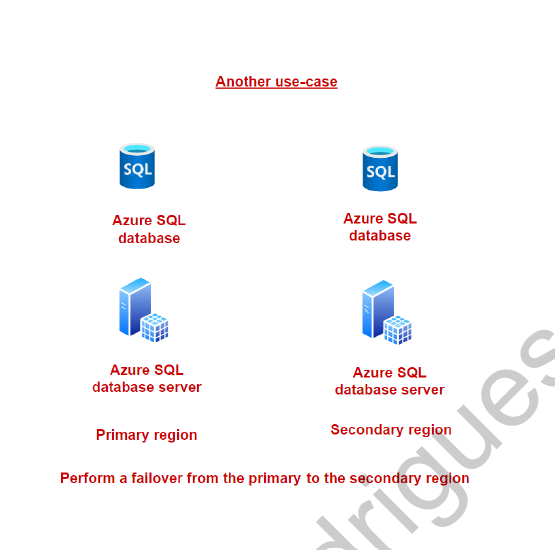 Another use-case
SQL
SQL
Azure SQL
database
Azure SQL
database
Azure SQL
database server
Azure SQL
database server
Primary region
Secondary region
Perform a failover from the primary to the secondary region
drigues